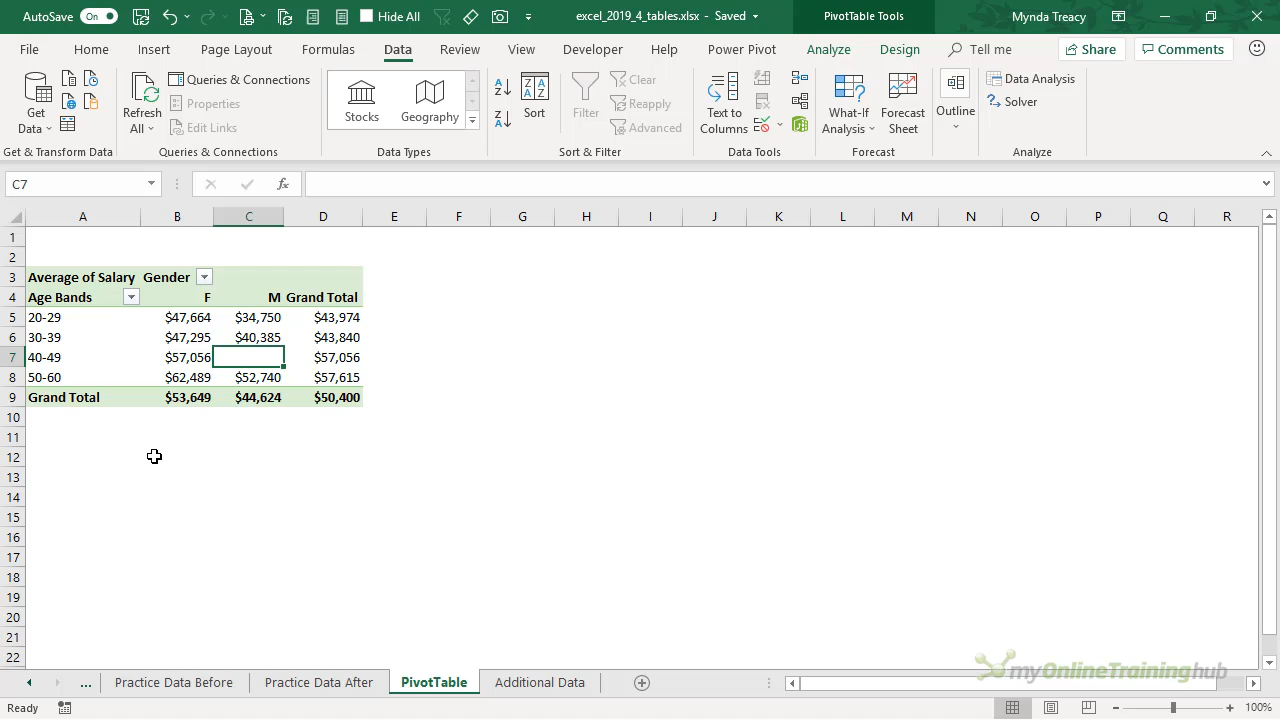 AutoSave On Hide All excel_2019_4_tables.xlsx - Saved PivotTable Tools Mynda Treacy
File Home Insert Page Layout Formulas Data Review View Developer Help Power Pivot Analyze Design Tell me Share Comments
Get Data
Refresh All
Queries & Connections
Properties
Edit Links
Stocks
Geography
Sort
Filter
Clear
Reapply
Advanced
Text to Columns
What-If Analysis
Forecast Sheet
Outline
Data Analysis
Solver
Get & Transform Data Queries & Connections Data Types Sort & Filter Data Tools Forecast Analyze
C7 fx
A B C D E F G H I J K L M N O P Q R
1
2
3 Average of Salary Gender
4 Age Bands F M Grand Total
5 20-29 $47,664 $34,750 $43,974
6 30-39 $47,295 $40,385 $43,840
7 40-49 $57,056 $57,056
8 50-60 $62,489 $52,740 $57,615
9 Grand Total $53,649 $44,624 $50,400
10
11
12
13
14
15
16
17
18
19
20
21
22
myOnlineTraininghub
... Practice Data Before Practice Data After PivotTable Additional Data
Ready 100%